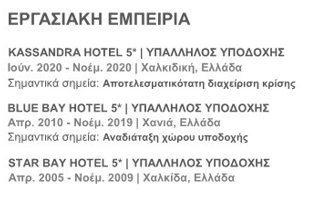 ΕΡΓΑΣΙΑΚΗ ΕΜΠΕΙΡΙΑ
KASSANDRA HOTEL 5* | ΥΠΑΛΛΗΛΟΣ ΥΠΟΔΟΧΗΣ
Ιούν. 2020 - Νοέμ. 2020 | Χαλκιδική, Ελλάδα
Σημαντικά σημεία: Αποτελεσματικότατη διαχείριση κρίσης
BLUE BAY HOTEL 5* | ΥΠΑΛΛΗΛΟΣ ΥΠΟΔΟΧΗΣ
Απρ. 2010 - Νοέμ. 2019 | Χανιά, Ελλάδα
Σημαντικά σημεία: Αναδιάταξη χώρου υποδοχής
STAR BAY HOTEL 5* | ΥΠΑΛΛΗΛΟΣ ΥΠΟΔΟΧΗΣ
Απρ. 2005 - Νοέμ. 2009 | Χαλκίδα, Ελλάδα